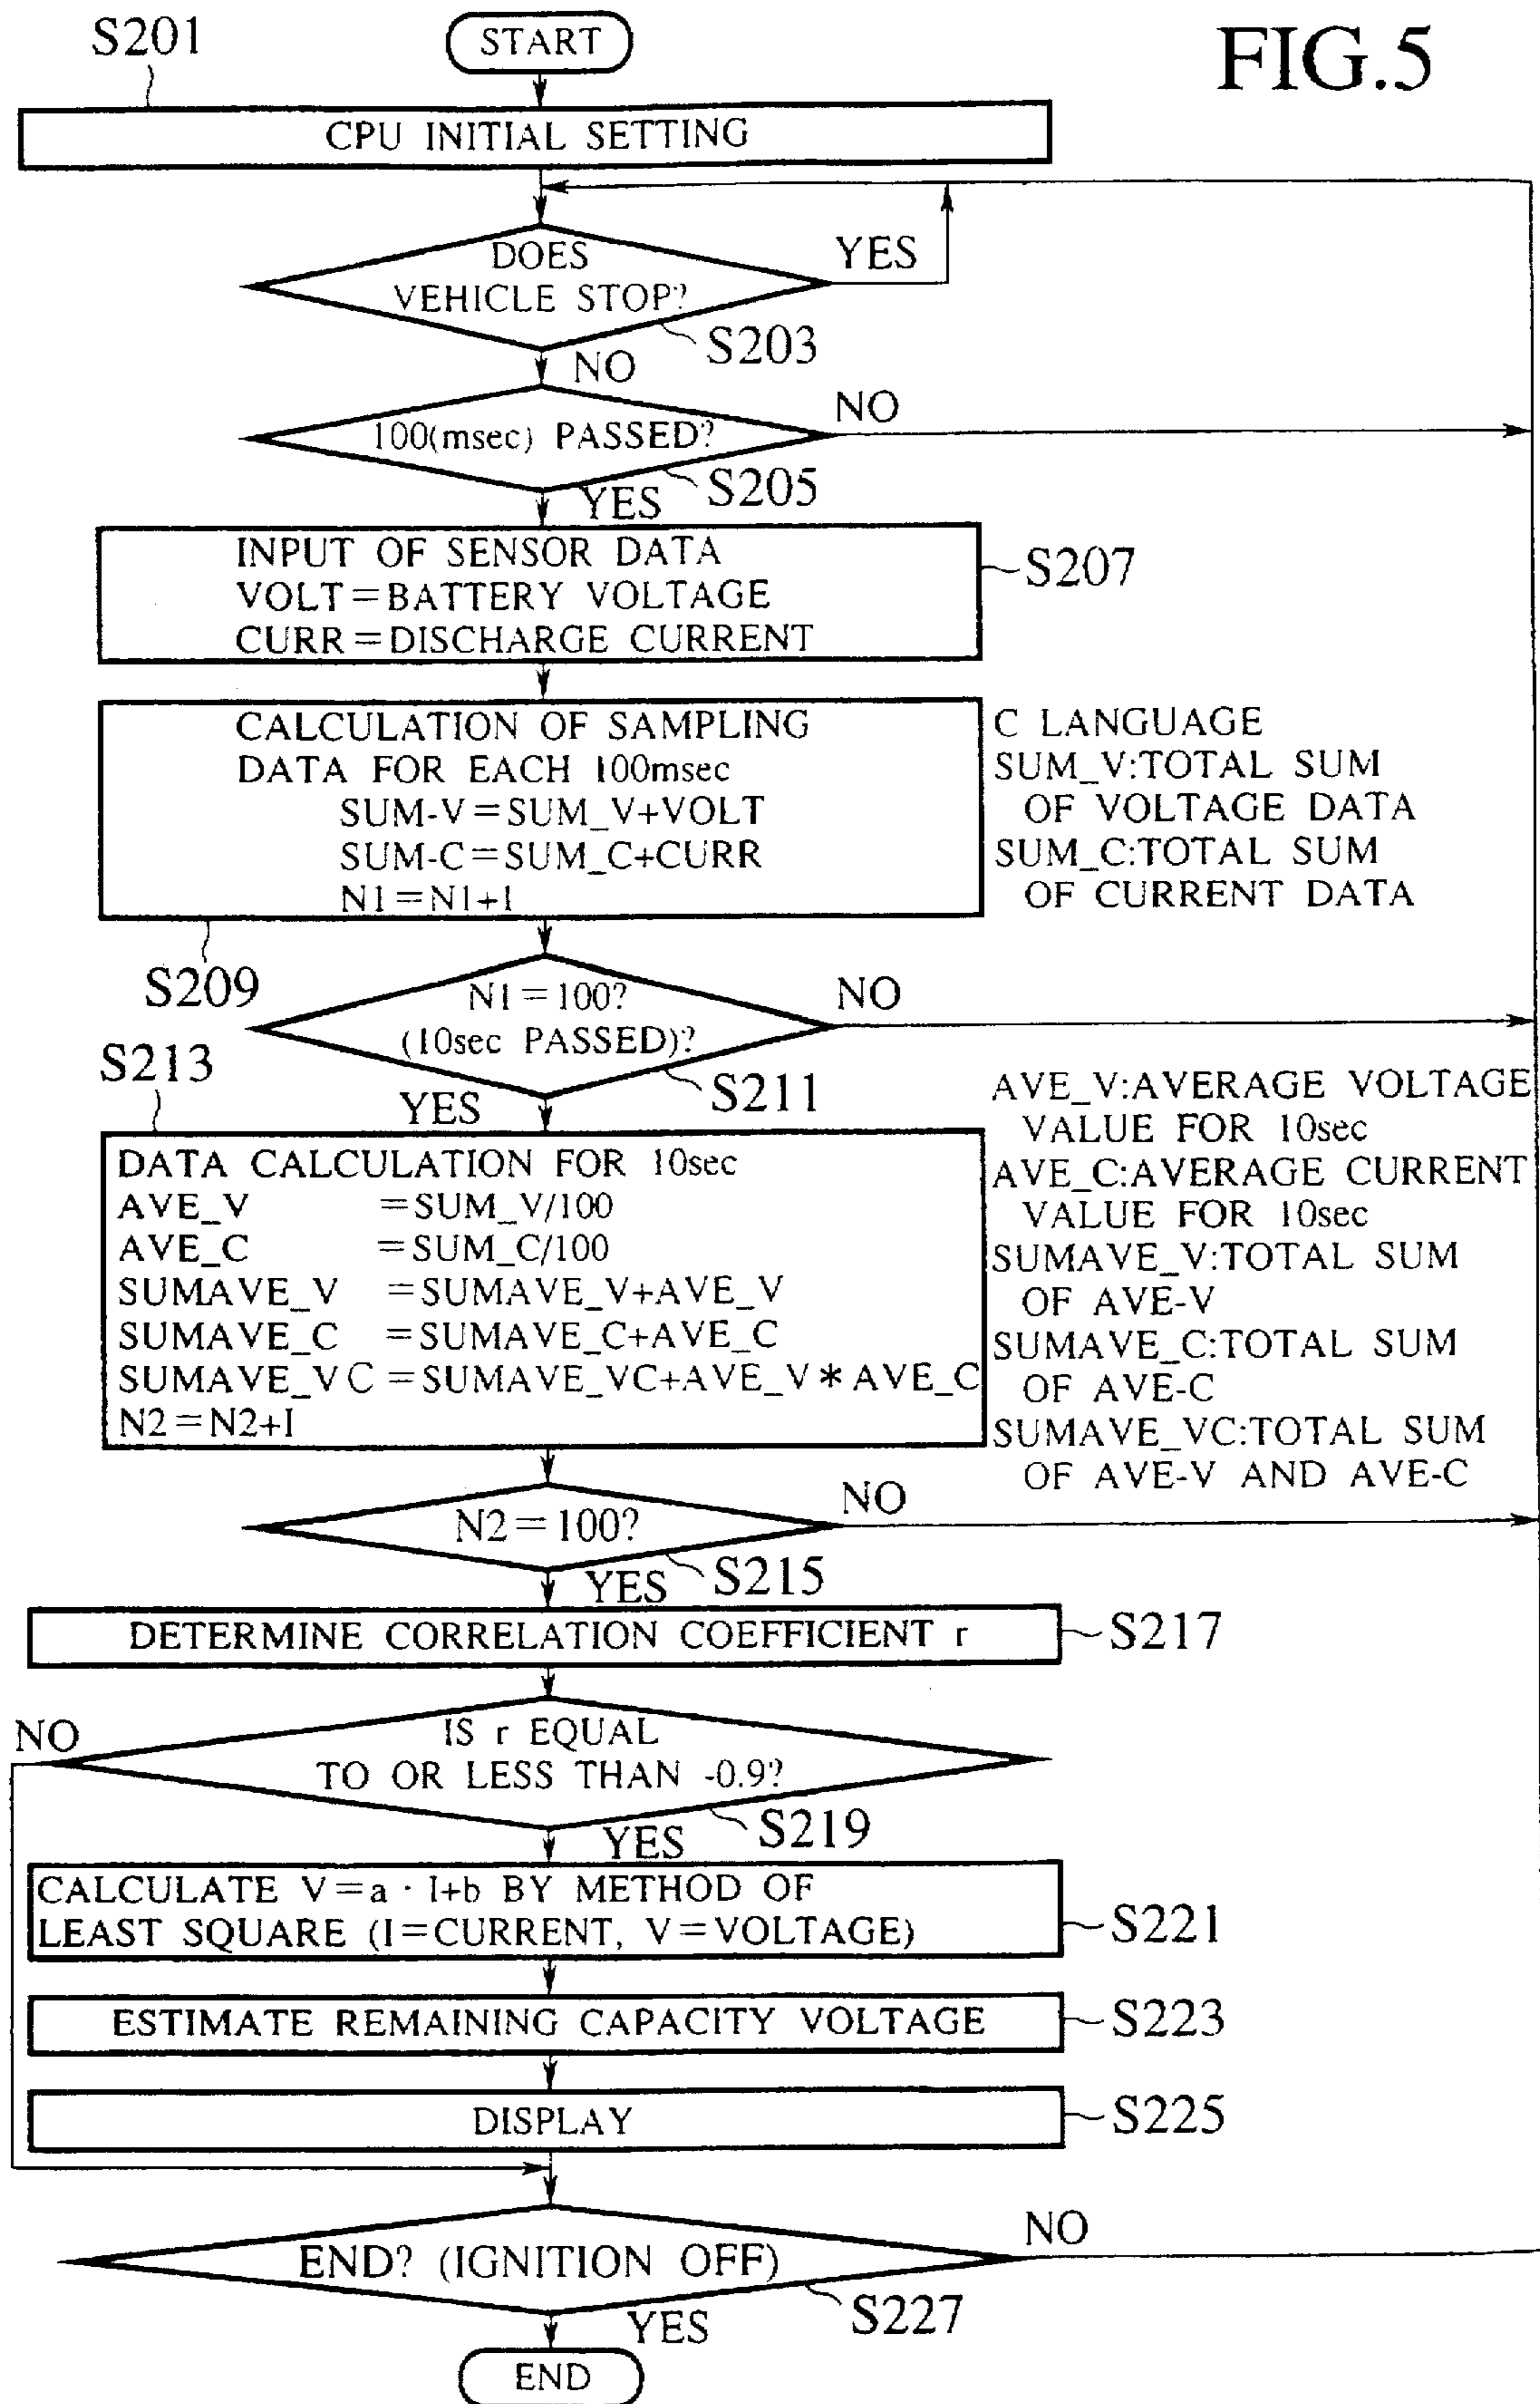 FIG.5
START
S201
CPU INITIAL SETTING
DOES
VEHICLE STOP?
YES
S203
NO
100(msec) PASSED?
NO
S205
YES
INPUT OF SENSOR DATA
VOLT=BATTERY VOLTAGE
CURR=DISCHARGE CURRENT
S207
CALCULATION OF SAMPLING
DATA FOR EACH 100msec
SUM-V=SUM_V+VOLT
SUM-C=SUM_C+CURR
N1=N1+1
C LANGUAGE
SUM_V:TOTAL SUM
OF VOLTAGE DATA
SUM_C:TOTAL SUM
OF CURRENT DATA
S209
N1=100?
(10sec PASSED)?
NO
S211
YES
S213
DATA CALCULATION FOR 10sec
AVE_V =SUM_V/100
AVE_C =SUM_C/100
SUMAVE_V =SUMAVE_V+AVE_V
SUMAVE_C =SUMAVE_C+AVE_C
SUMAVE_VC=SUMAVE_VC+AVE_V*AVE_C
N2=N2+1
AVE_V:AVERAGE VOLTAGE
VALUE FOR 10sec
AVE_C:AVERAGE CURRENT
VALUE FOR 10sec
SUMAVE_V:TOTAL SUM
OF AVE-V
SUMAVE_C:TOTAL SUM
OF AVE-C
SUMAVE_VC:TOTAL SUM
OF AVE-V AND AVE-C
N2=100?
NO
S215
YES
DETERMINE CORRELATION COEFFICIENT r
S217
IS r EQUAL
TO OR LESS THAN -0.9?
NO
S219
YES
CALCULATE V=a·I+b BY METHOD OF
LEAST SQUARE (I=CURRENT, V=VOLTAGE)
S221
ESTIMATE REMAINING CAPACITY VOLTAGE
S223
DISPLAY
S225
END? (IGNITION OFF)
NO
S227
YES
END